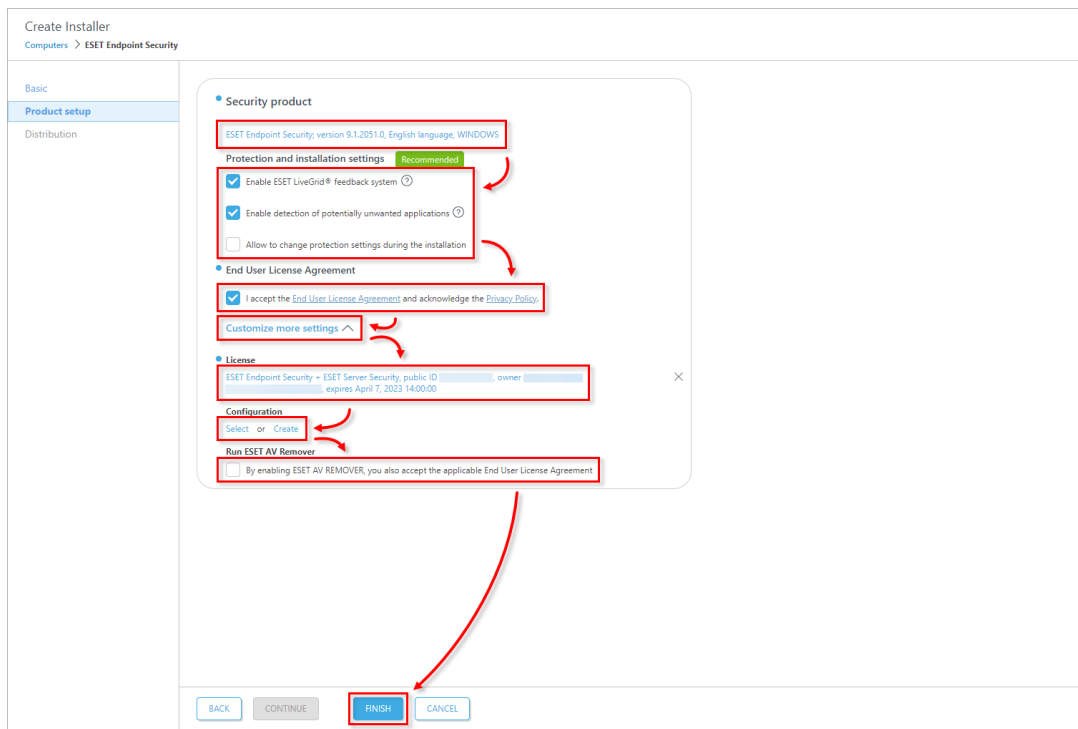 Create Installer
Computers > ESET Endpoint Security
Basic
Product setup
Distribution
Security product
ESET Endpoint Security; version 9.1.2051.0, English language, WINDOWS
Protection and installation settings Recommended
Enable ESET LiveGrid® feedback system ?
Enable detection of potentially unwanted applications ?
Allow to change protection settings during the installation
End User License Agreement
I accept the End User License Agreement and acknowledge the Privacy Policy.
Customize more settings
License
ESET Endpoint Security + ESET Server Security, public ID , owner
, expires April 7, 2023 14:00:00
Configuration
Select or Create
Run ESET AV Remover
By enabling ESET AV REMOVER, you also accept the applicable End User License Agreement
BACK CONTINUE FINISH CANCEL